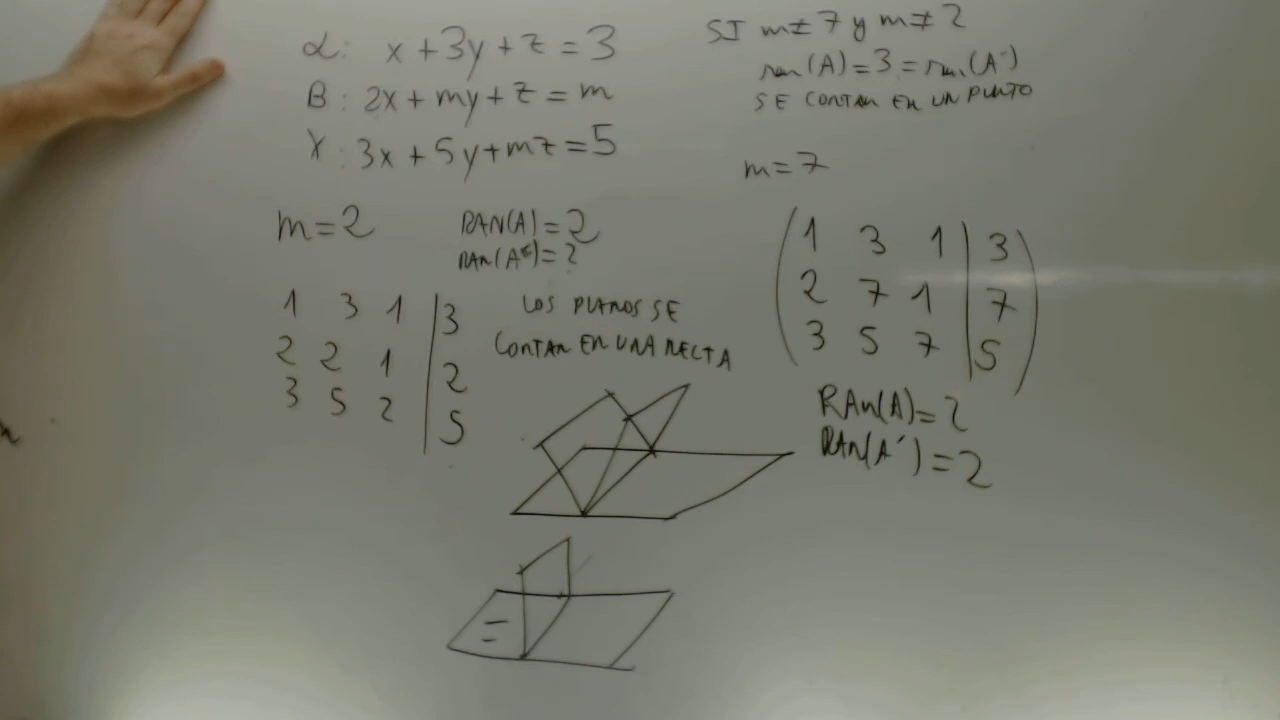 α: x + 3y + z = 3
B: 2x + my + z = m
γ: 3x + 5y + mz = 5
SI m ≠ 7 y m ≠ 2
ran(A) = 3 = ran(A')
SE CORTAN EN UN PUNTO
m = 2
RAN(A) = 2
RAN(A*) = 2
1 3 1 | 3
2 2 1 | 2
3 5 2 | 5
LOS PLANOS SE
CORTAN EN UNA RECTA
=
m = 7
1 3 1 | 3
2 7 1 | 7
3 5 7 | 5
RAN(A) = 2
RAN(A') = 2